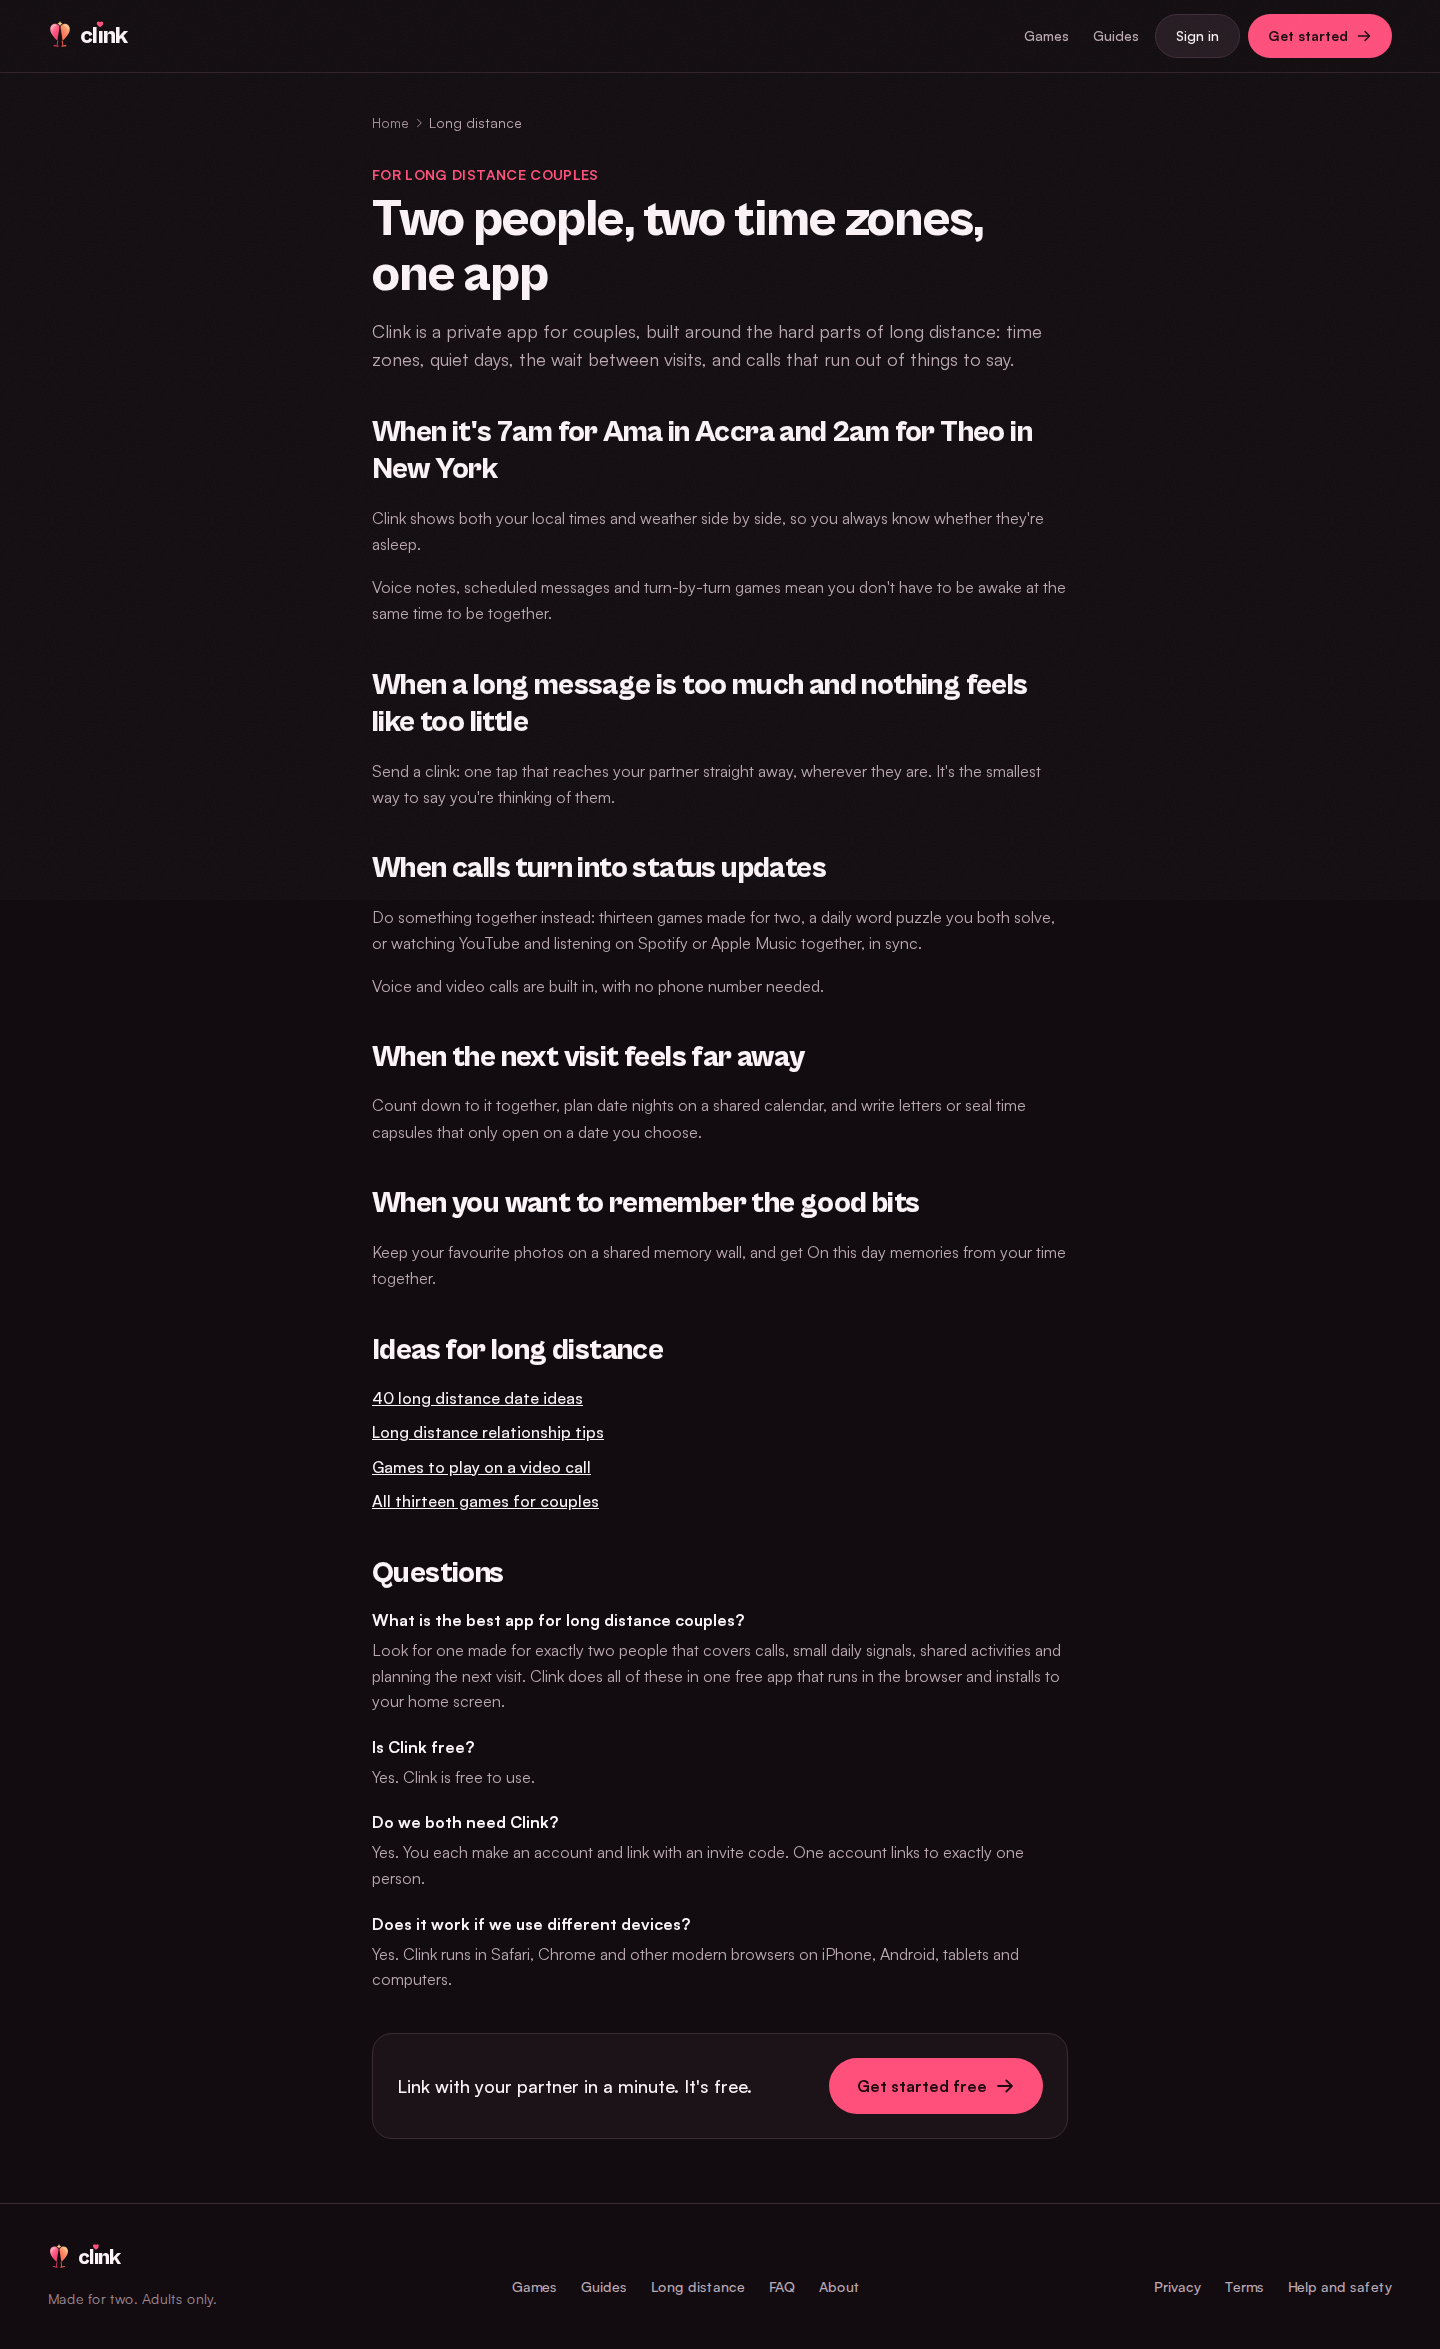 clink
Games
Guides
Sign in
Get started
Home
Long distance
FOR LONG DISTANCE COUPLES
Two people, two time zones,
one app
Clink is a private app for couples, built around the hard parts of long distance: time
zones, quiet days, the wait between visits, and calls that run out of things to say.
When it's 7am for Ama in Accra and 2am for Theo in
New York
Clink shows both your local times and weather side by side, so you always know whether they're
asleep.
Voice notes, scheduled messages and turn-by-turn games mean you don't have to be awake at the
same time to be together.
When a long message is too much and nothing feels
like too little
Send a clink: one tap that reaches your partner straight away, wherever they are. It's the smallest
way to say you're thinking of them.
When calls turn into status updates
Do something together instead: thirteen games made for two, a daily word puzzle you both solve,
or watching YouTube and listening on Spotify or Apple Music together, in sync.
Voice and video calls are built in, with no phone number needed.
When the next visit feels far away
Count down to it together, plan date nights on a shared calendar, and write letters or seal time
capsules that only open on a date you choose.
When you want to remember the good bits
Keep your favourite photos on a shared memory wall, and get On this day memories from your time
together.
Ideas for long distance
40 long distance date ideas
Long distance relationship tips
Games to play on a video call
All thirteen games for couples
Questions
What is the best app for long distance couples?
Look for one made for exactly two people that covers calls, small daily signals, shared activities and
planning the next visit. Clink does all of these in one free app that runs in the browser and installs to
your home screen.
Is Clink free?
Yes. Clink is free to use.
Do we both need Clink?
Yes. You each make an account and link with an invite code. One account links to exactly one
person.
Does it work if we use different devices?
Yes. Clink runs in Safari, Chrome and other modern browsers on iPhone, Android, tablets and
computers.
Link with your partner in a minute. It's free.
Get started free
clink
Made for two. Adults only.
Games
Guides
Long distance
FAQ
About
Privacy
Terms
Help and safety